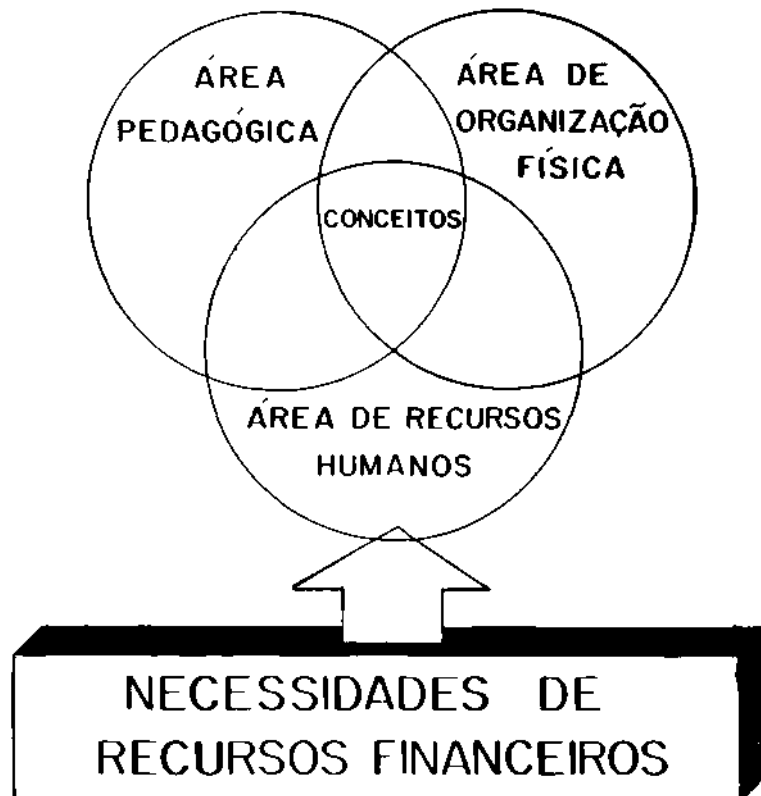 ÁREA
PEDAGÓGICA
ÁREA DE
ORGANIZAÇÃO
FÍSICA
CONCEITOS
ÁREA DE RECURSOS
HUMANOS
NECESSIDADES DE
RECURSOS FINANCEIROS